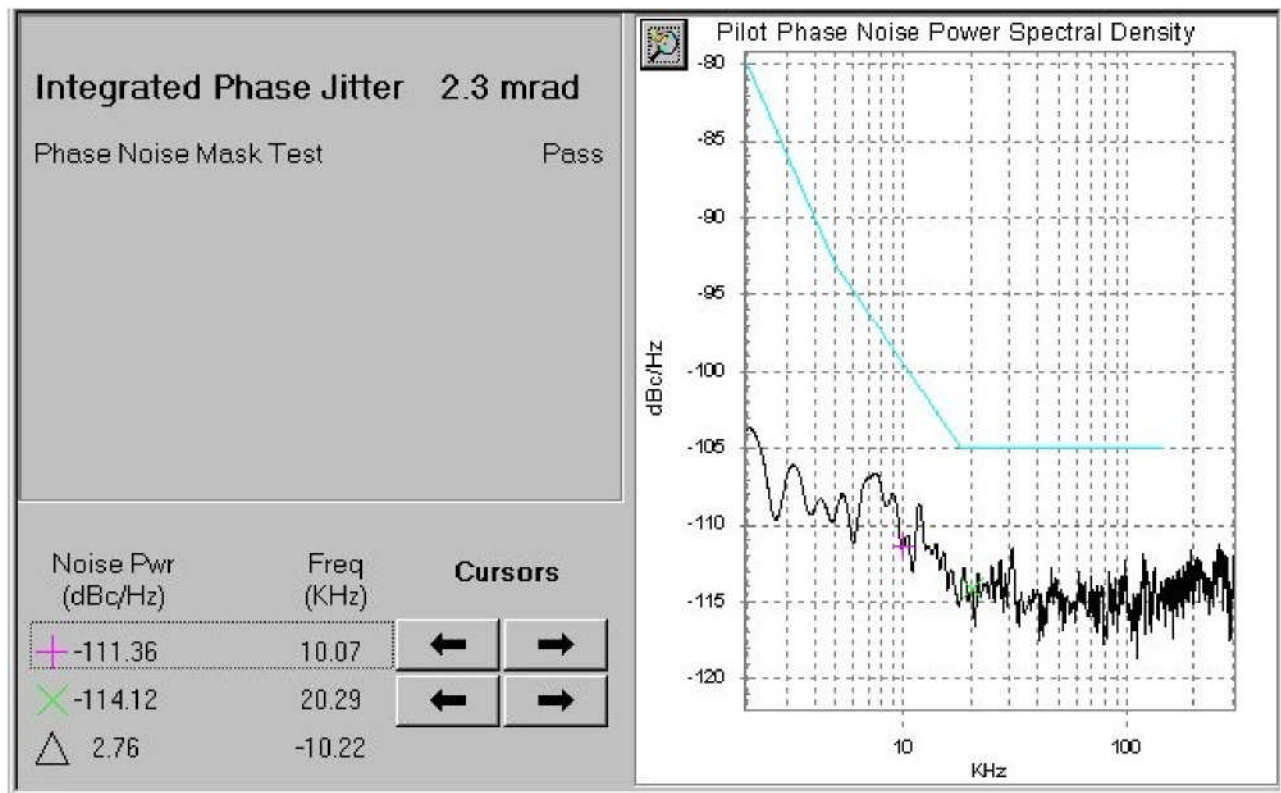 Integrated Phase Jitter 2.3 mrad
Phase Noise Mask Test Pass
Noise Pwr (dBc/Hz) Freq (KHz) Cursors
-111.36 10.07
-114.12 20.29
2.76 -10.22
Pilot Phase Noise Power Spectral Density
-80
-85
-90
-95
-100
-105
-110
-115
-120
dBc/Hz
10 100
KHz